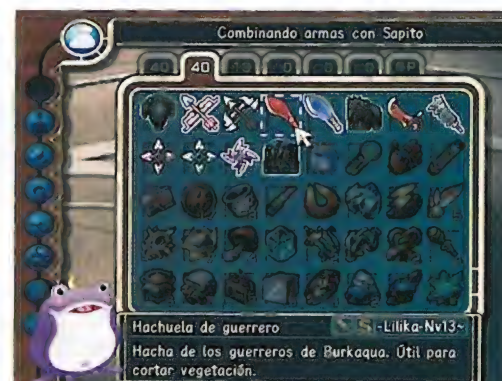 Combinando armas con Sapito
40 40
Hachuela de guerrero -Lilika-Nv13~
Hacha de los guerreros de Burkaqua. Útil para
cortar vegetación.